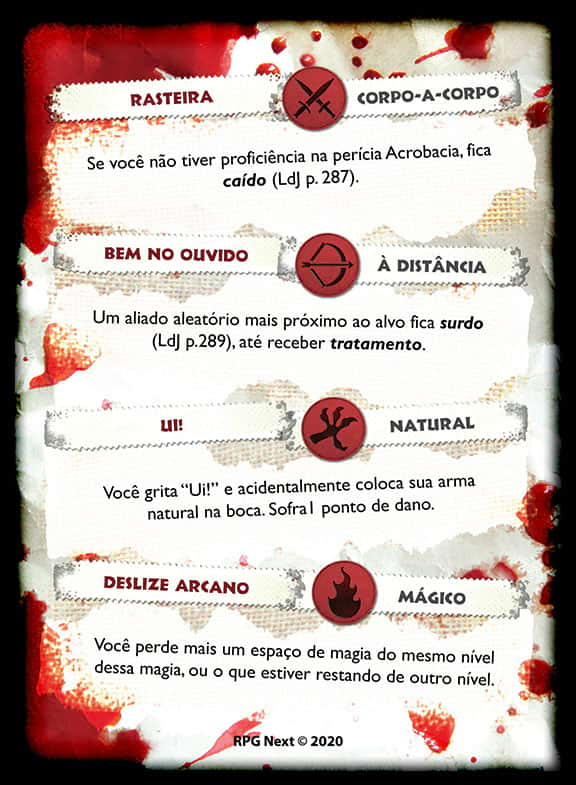 RASTEIRA CORPO-A-CORPO
Se você não tiver proficiência na perícia Acrobacia, fica
caído (LdJ p. 287).
BEM NO OUVIDO À DISTÂNCIA
Um aliado aleatório mais próximo ao alvo fica surdo
(LdJ p.289), até receber tratamento.
UI! NATURAL
Você grita “Ui!” e acidentalmente coloca sua arma
natural na boca. Sofra1 ponto de dano.
DESLIZE ARCANO MÁGICO
Você perde mais um espaço de magia do mesmo nível
dessa magia, ou o que estiver restando de outro nível.
RPG Next © 2020